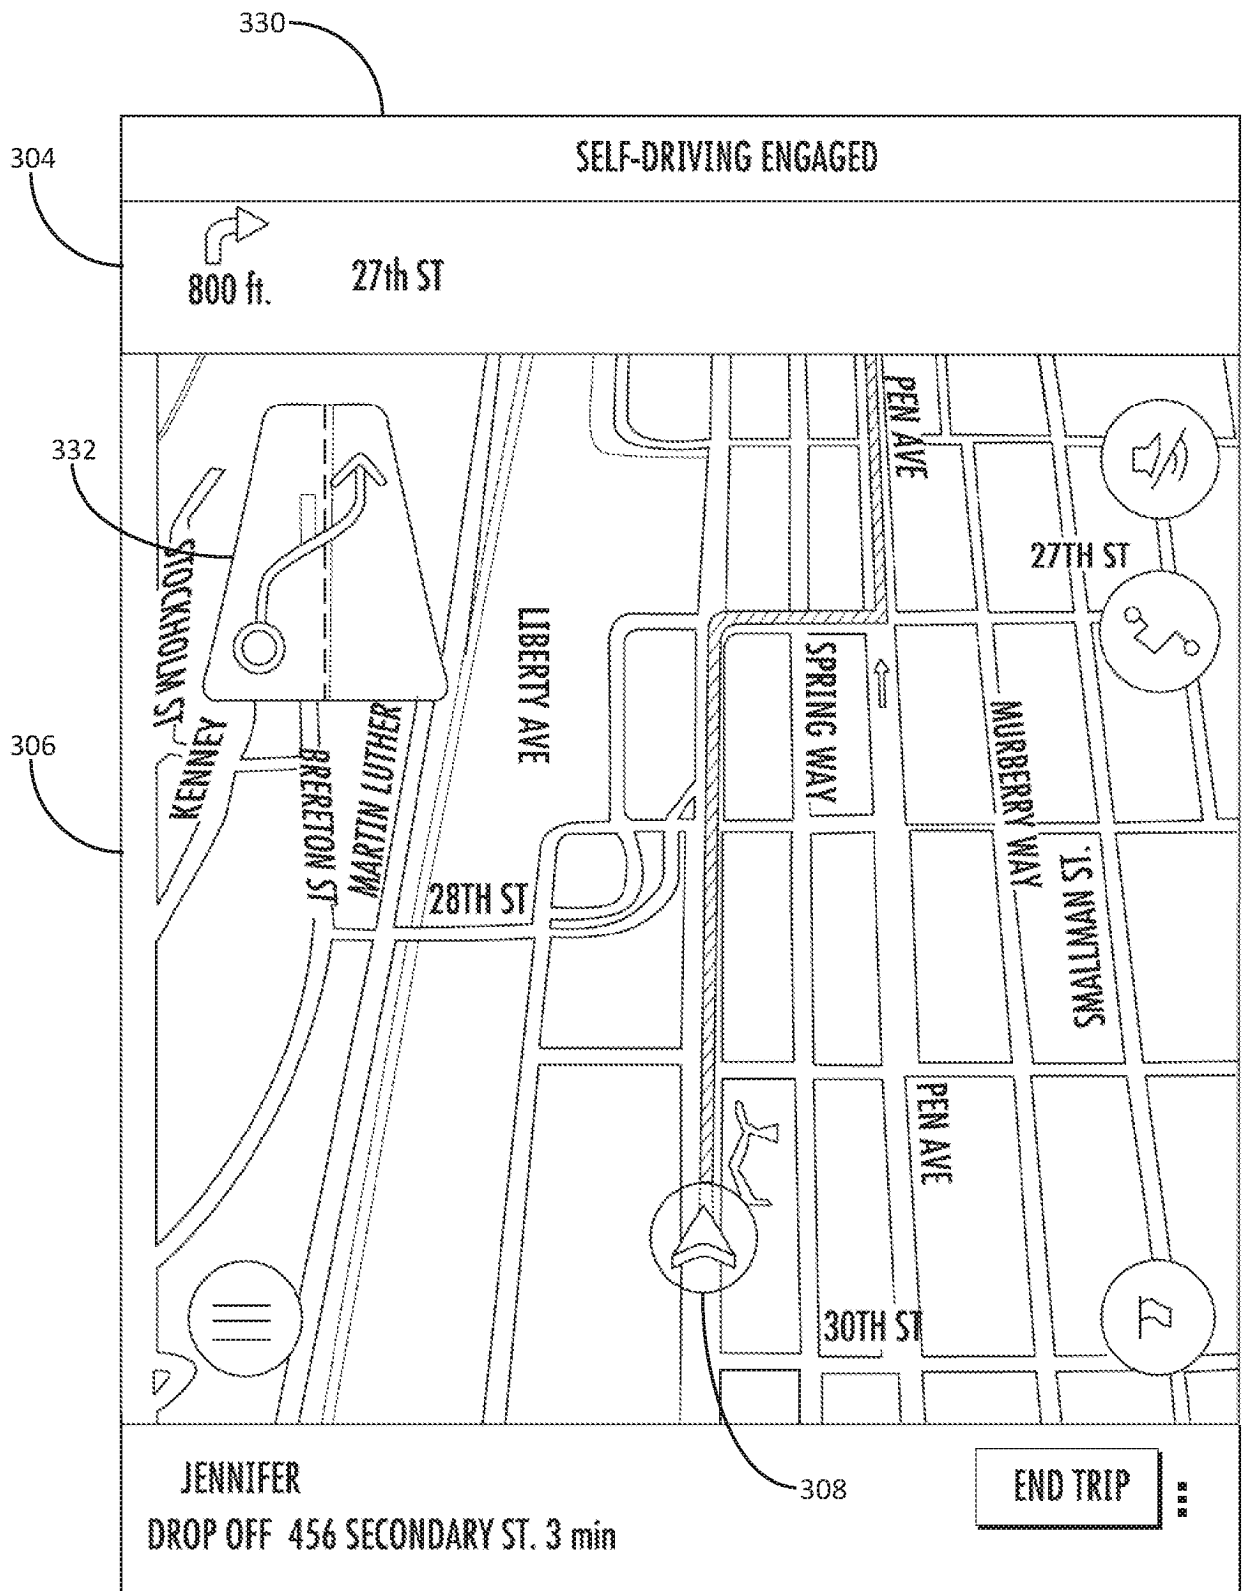 330
304
SELF-DRIVING ENGAGED
800 ft.
27th ST
PEN AVE
332
27TH ST
STOCKHOLM ST
LIBERTY AVE
SPRING WAY
306
KENNEY
BRERETON ST
MARTIN LUTHER
MURBERRY WAY
28TH ST
SMALLMAN ST.
PEN AVE
30TH ST
JENNIFER
308
END TRIP
DROP OFF 456 SECONDARY ST. 3 min